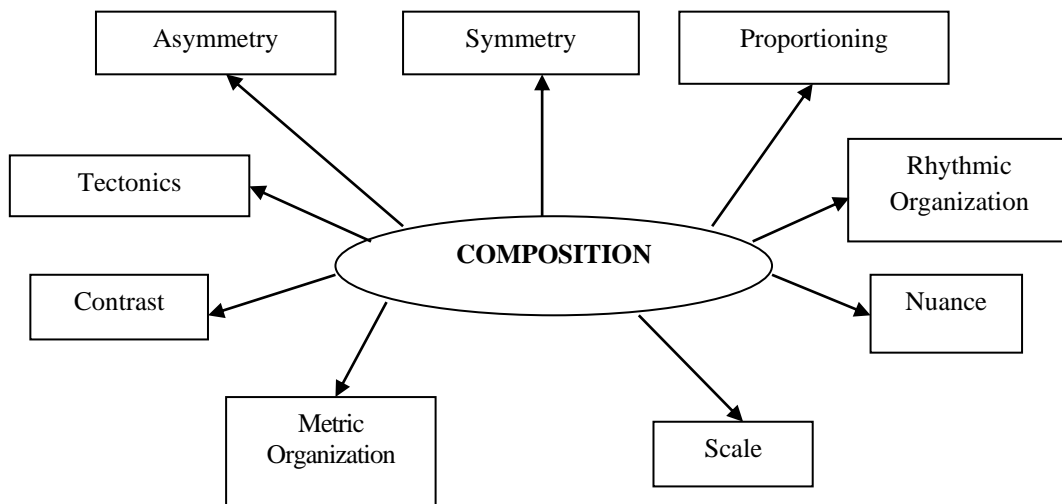 Asymmetry
Symmetry
Proportioning
Tectonics
Rhythmic
Organization
COMPOSITION
Contrast
Nuance
Metric
Organization
Scale